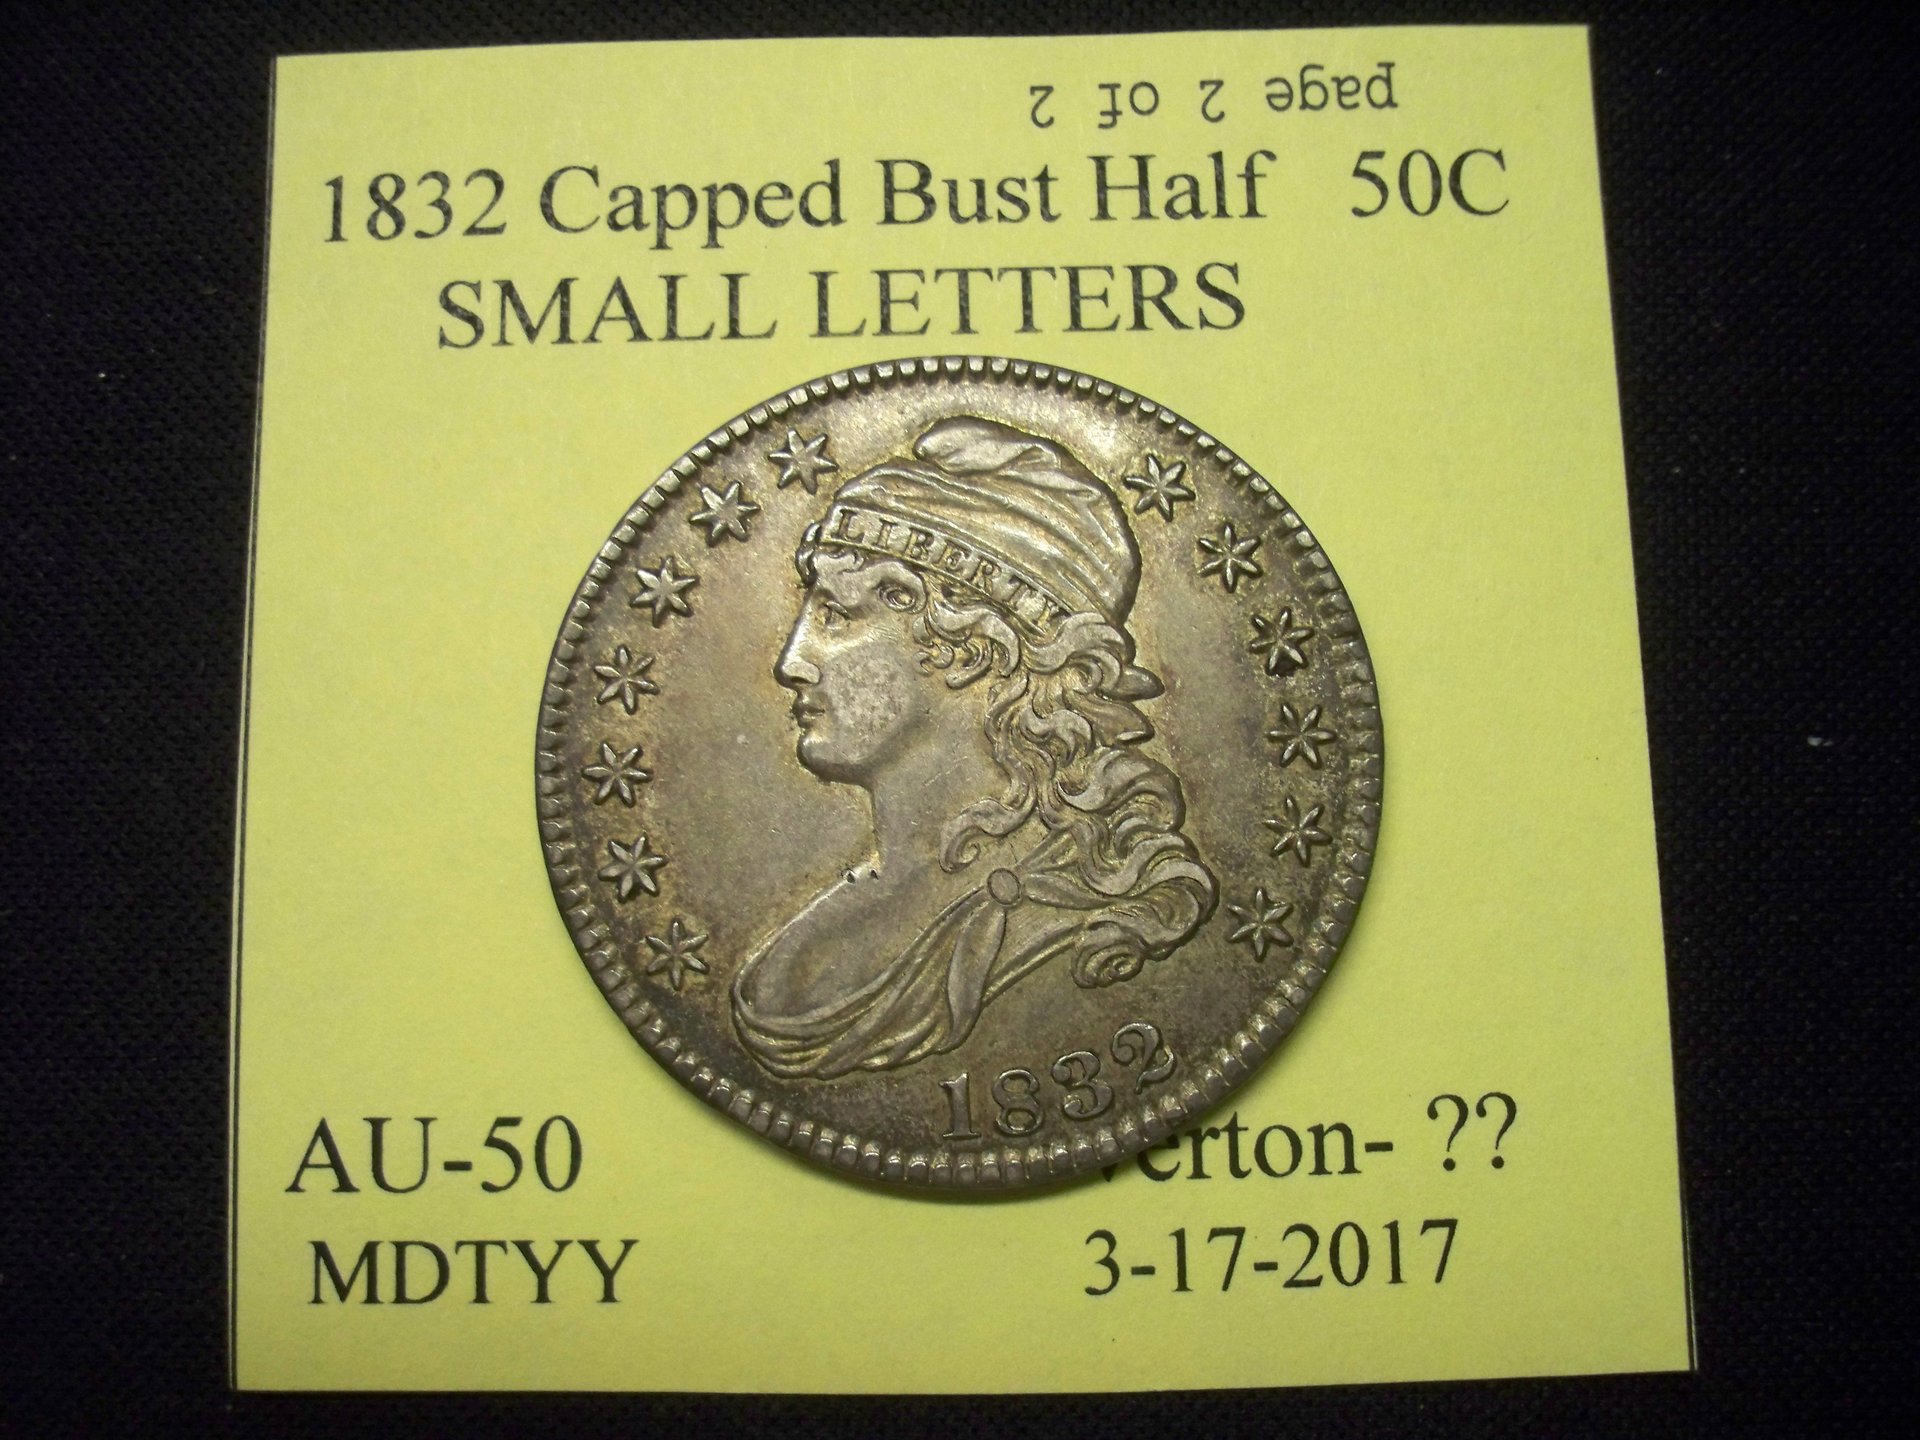 page 2 of 2
1832 Capped Bust Half 50C
SMALL LETTERS
LIBERTY
1832
AU-50
erton- ??
MDTYY
3-17-2017